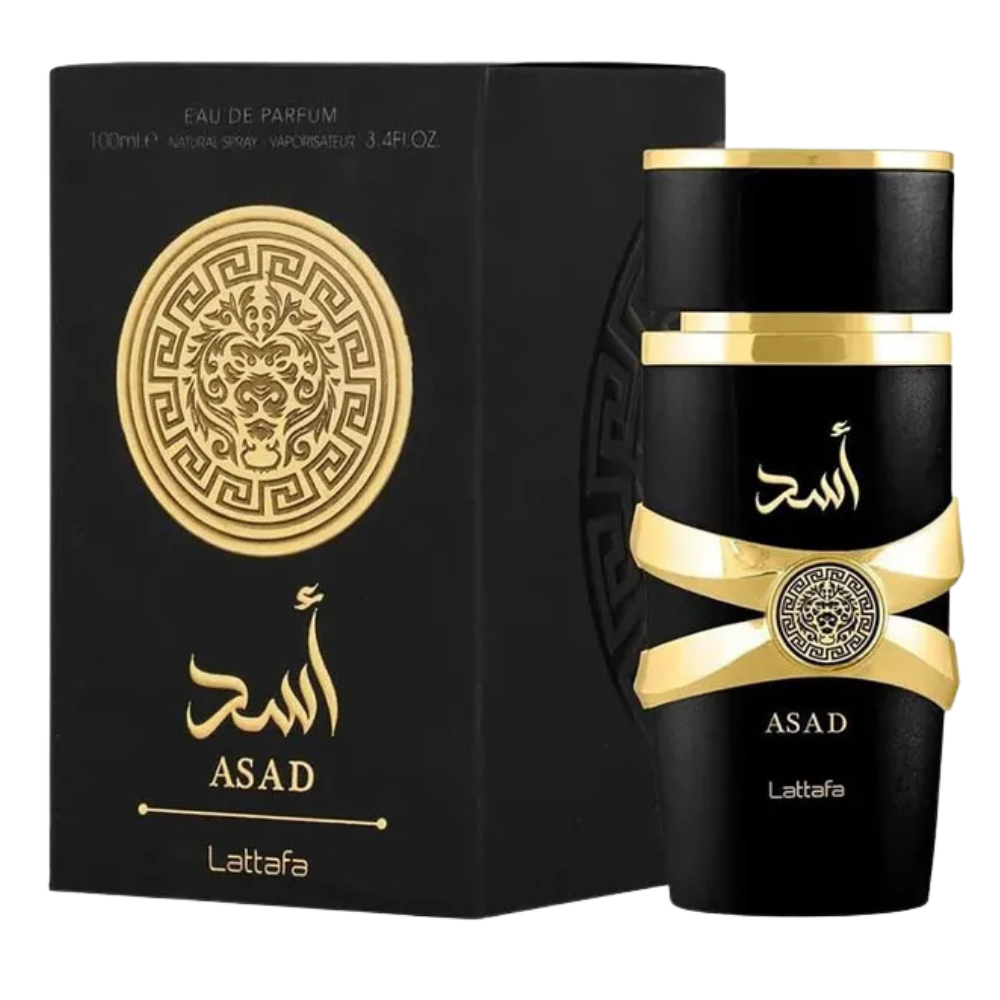 EAU DE PARFUM
100ml.e NATURAL SPRAY - VAPORISATEUR 3.4Fl.OZ.
أسد
ASAD
Lattafa
أسد
ASAD
Lattafa